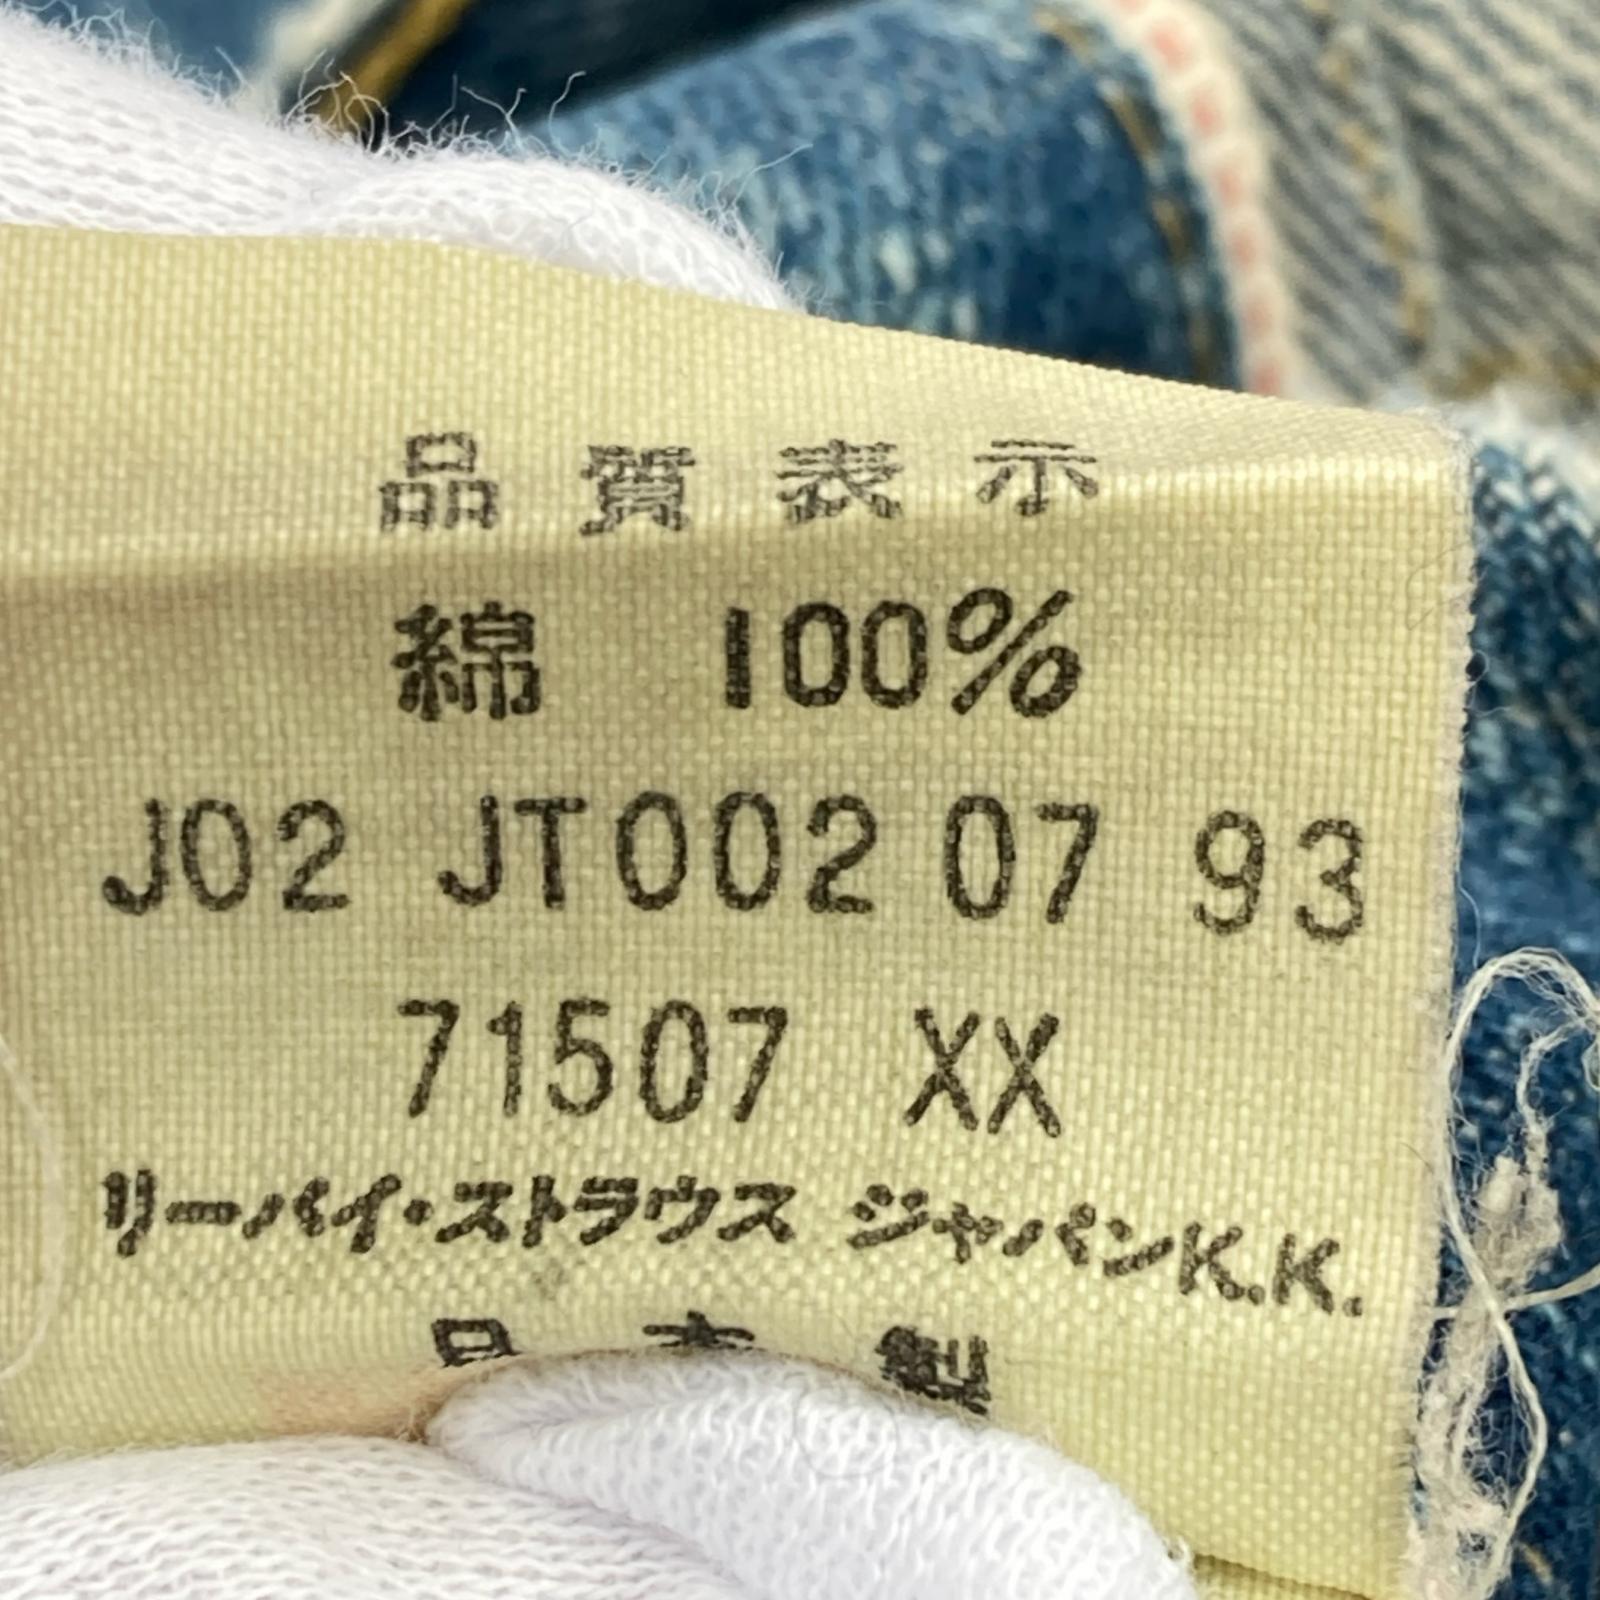 品質表示
綿 100%
J02 JT002 07 93
71507 XX
リーバイ・ストラウス ジャパンK.K.
製